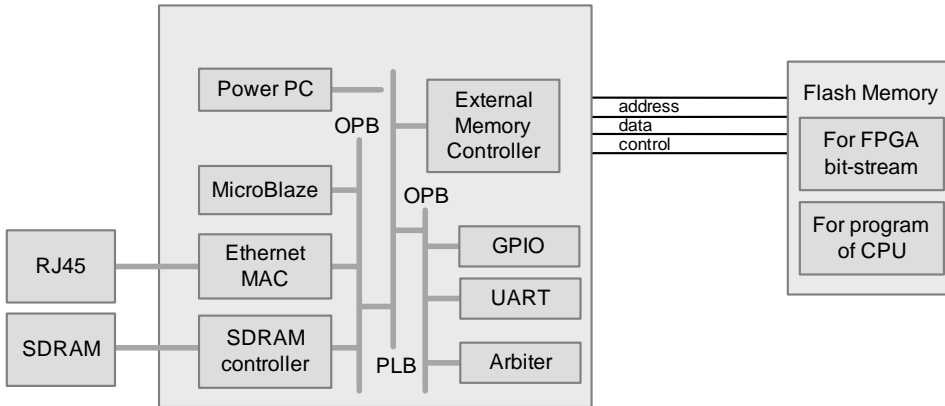 Power PC
OPB
MicroBlaze
Ethernet
MAC
SDRAM
controller
RJ45
SDRAM
PLB
External
Memory
Controller
OPB
GPIO
UART
Arbiter
address
data
control
Flash Memory
For FPGA
bit-stream
For program
of CPU